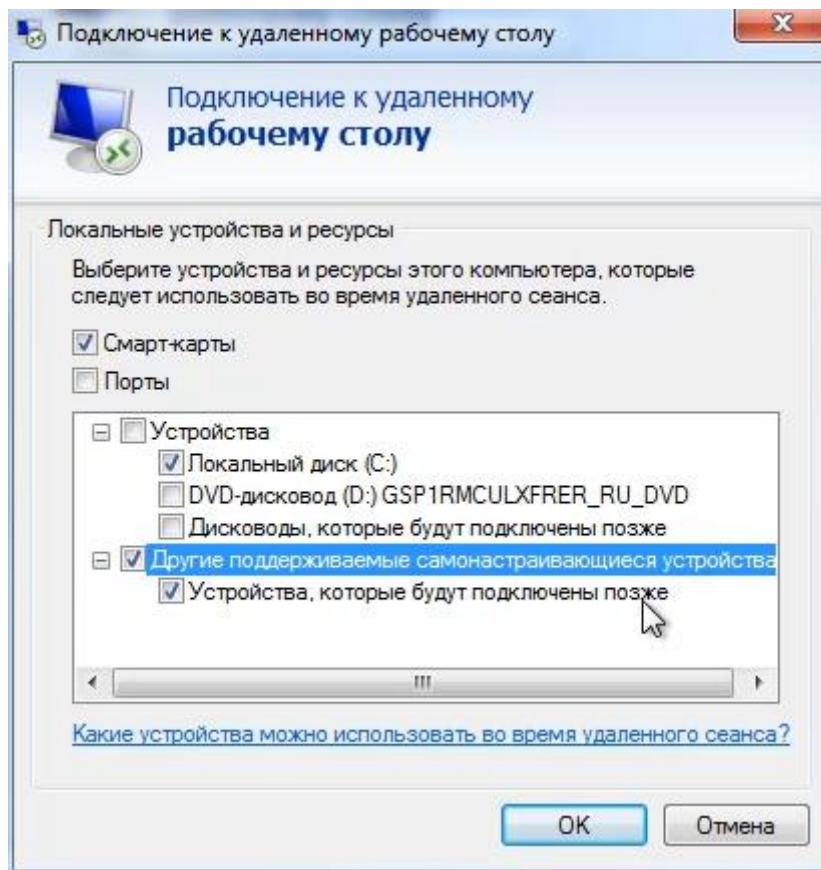 Подключение к удаленному рабочему столу
Подключение к удаленному
рабочему столу
Локальные устройства и ресурсы
Выберите устройства и ресурсы этого компьютера, которые
следует использовать во время удаленного сеанса.
Смарт-карты
Порты
Устройства
Локальный диск (C:)
DVD-дисковод (D:) GSP1RMCULXFRER_RU_DVD
Дисководы, которые будут подключены позже
Другие поддерживаемые самонастраивающиеся устройства
Устройства, которые будут подключены позже
Какие устройства можно использовать во время удаленного сеанса?
OK Отмена